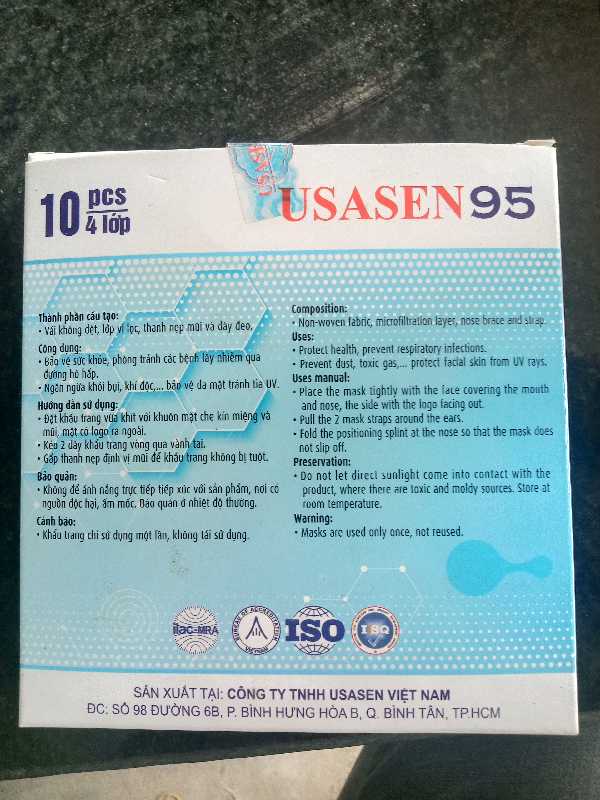 10 pcs
4 lớp
USASEN
USASEN95
Thành phần cấu tạo:
• Vải không dệt, lớp vi lọc, thanh nẹp mũi và dây đeo.
Công dụng:
• Bảo vệ sức khỏe, phòng tránh các bệnh lây nhiễm qua
đường hô hấp.
• Ngăn ngừa khói bụi, khí độc,... bảo vệ da mặt tránh tia UV.
Hướng dẫn sử dụng:
• Đặt khẩu trang vừa khít với khuôn mặt che kín miệng và
mũi, mặt có logo ra ngoài.
• Kéo 2 dây khẩu trang vòng qua vành tai.
• Gấp thanh nẹp định vị mũi để khẩu trang không bị tuột.
Bảo quản:
• Không để ánh nắng trực tiếp tiếp xúc với sản phẩm, nơi có
nguồn độc hại, ẩm mốc. Bảo quản ở nhiệt độ thường.
Cảnh báo:
• Khẩu trang chỉ sử dụng một lần, không tái sử dụng.
Composition:
• Non-woven fabric, microfiltration layer, nose brace and strap.
Uses:
• Protect health, prevent respiratory infections.
• Prevent dust, toxic gas,... protect facial skin from UV rays.
Uses manual:
• Place the mask tightly with the face covering the mouth
and nose, the side with the logo facing out.
• Pull the 2 mask straps around the ears.
• Fold the positioning splint at the nose so that the mask does
not slip off.
Preservation:
• Do not let direct sunlight come into contact with the
product, where there are toxic and moldy sources. Store at
room temperature.
Warning:
• Masks are used only once, not reused.
ilac-MRA
BUREAU OF ACCREDITATION
VIETNAM
ISO
ISQ
SẢN XUẤT TẠI: CÔNG TY TNHH USASEN VIỆT NAM
ĐC: SỐ 98 ĐƯỜNG 6B, P. BÌNH HƯNG HÒA B, Q. BÌNH TÂN, TP.HCM